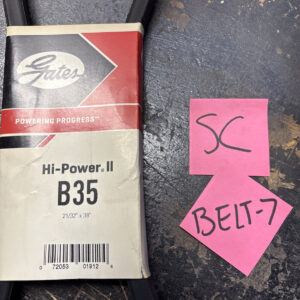 Gates
POWERING PROGRESS™
Hi-Power II
B35
21/32" x 38"
0 72053 01912 4
SC
BELT-7